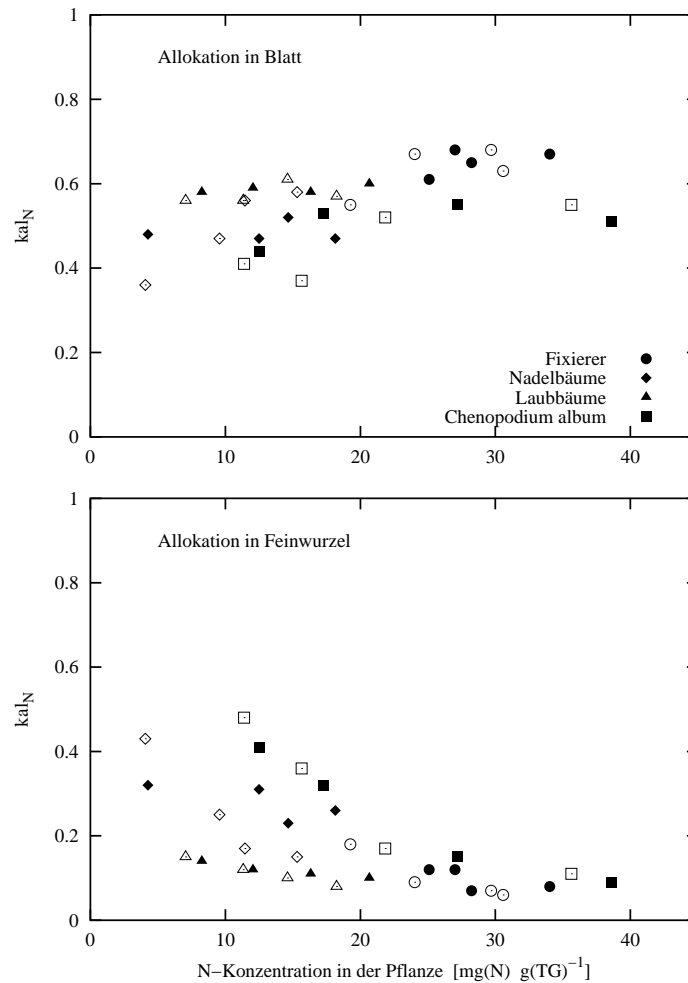 1
Allokation in Blatt
0.8
0.6
kal_N
0.4
0.2
Fixierer
Nadelbäume
Laubbäume
Chenopodium album
0
0 10 20 30 40
1
Allokation in Feinwurzel
0.8
0.6
kal_N
0.4
0.2
0
0 10 20 30 40
N−Konzentration in der Pflanze [mg(N) g(TG)⁻¹]